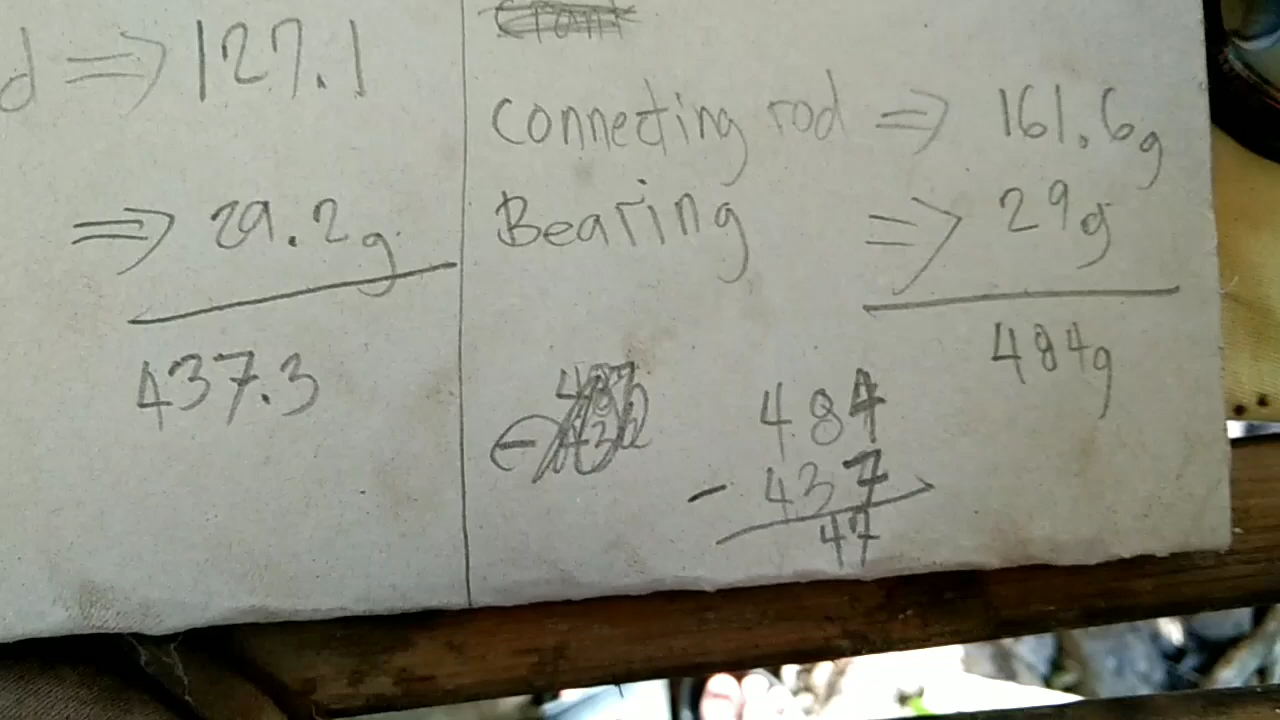 d ⇒ 127.1
⇒ 29.2g
437.3
connecting rod ⇒ 161.6g
Bearing ⇒ 29g
484g
484
- 437
47